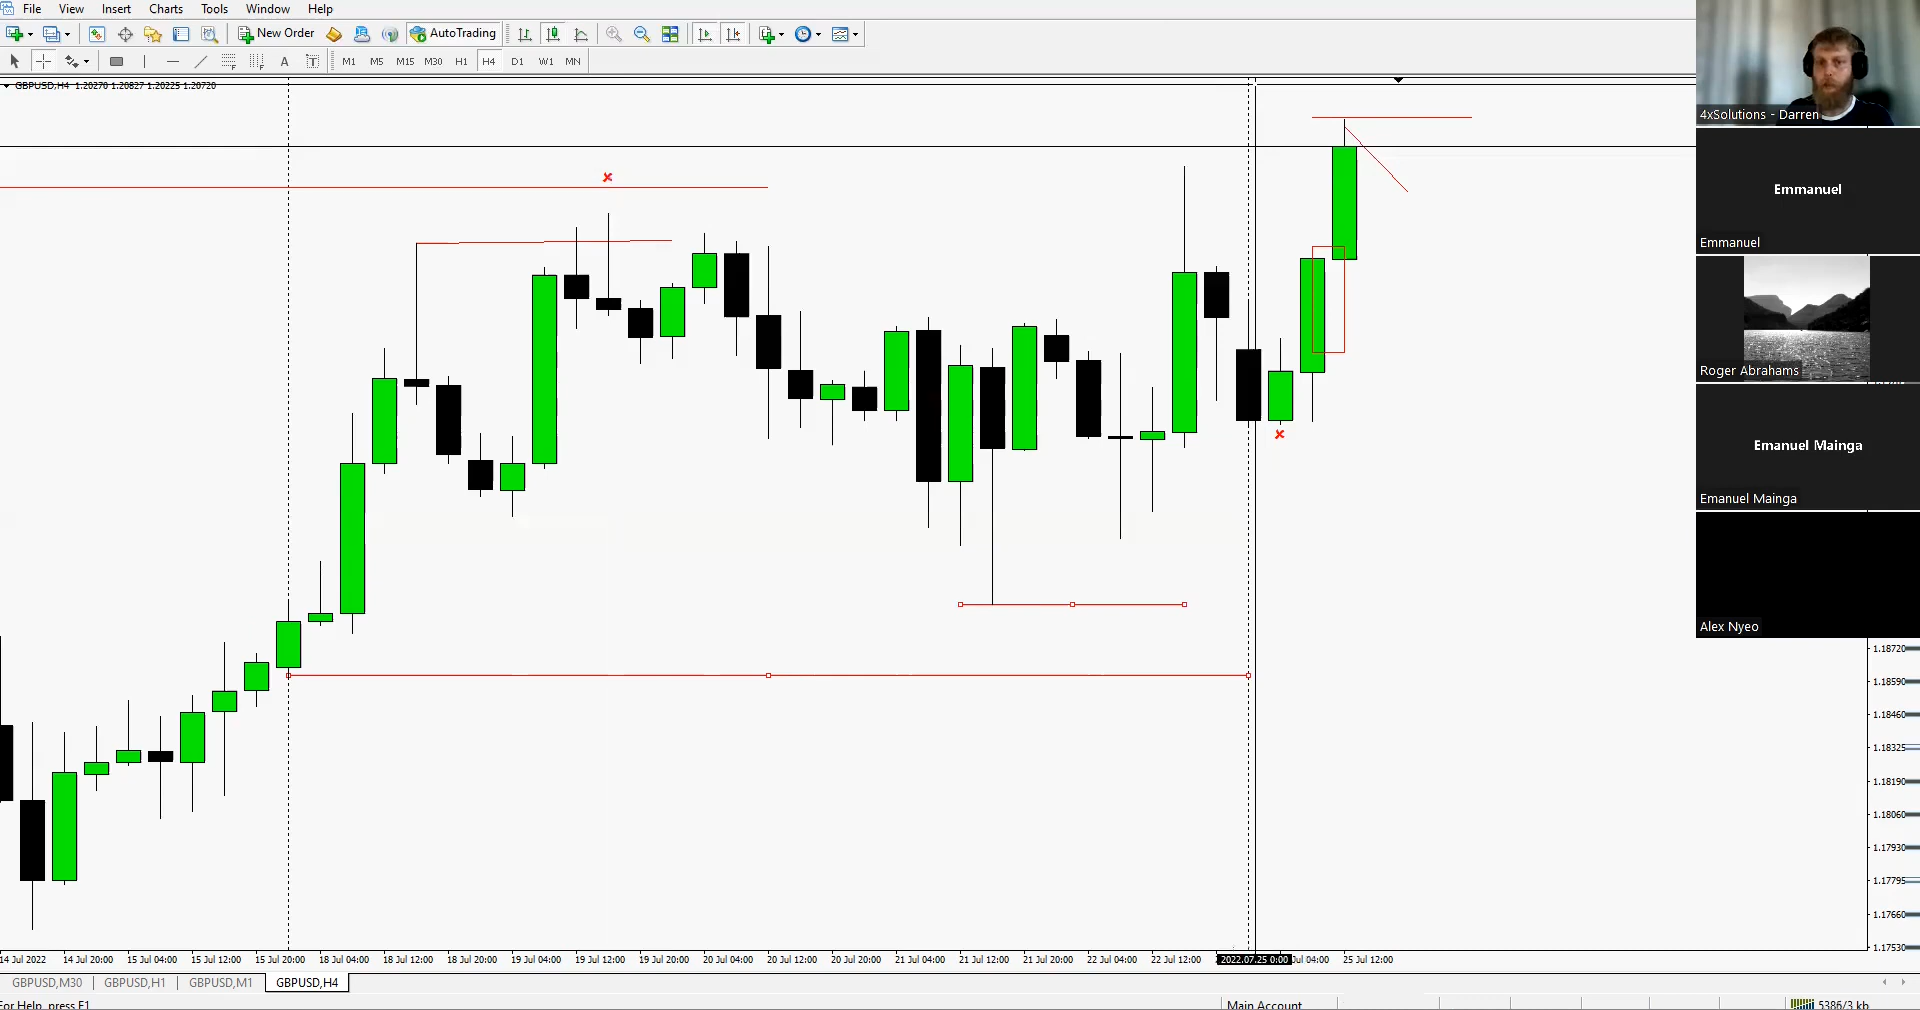 File View Insert Charts Tools Window Help
New Order AutoTrading
A T M1 M5 M15 M30 H1 H4 D1 W1 MN
GBPUSD,H4 1.20270 1.20827 1.20225 1.20720
4xSolutions - Darren
Emmanuel
Emmanuel
Roger Abrahams
Emanuel Mainga
Emanuel Mainga
Alex Nyeo
1.18720
1.18590
1.18460
1.18325
1.18190
1.18060
1.17930
1.17795
1.17660
1.17530
14 Jul 2022 14 Jul 20:00 15 Jul 04:00 15 Jul 12:00 15 Jul 20:00 18 Jul 04:00 18 Jul 12:00 18 Jul 20:00 19 Jul 04:00 19 Jul 12:00 19 Jul 20:00 20 Jul 04:00 20 Jul 12:00 20 Jul 20:00 21 Jul 04:00 21 Jul 12:00 21 Jul 20:00 22 Jul 04:00 22 Jul 12:00 2022.07.25 0:00 Jul 04:00 25 Jul 12:00
GBPUSD,M30 GBPUSD,H1 GBPUSD,M1 GBPUSD,H4
For Help, press F1 Main Account 5386/3 kb